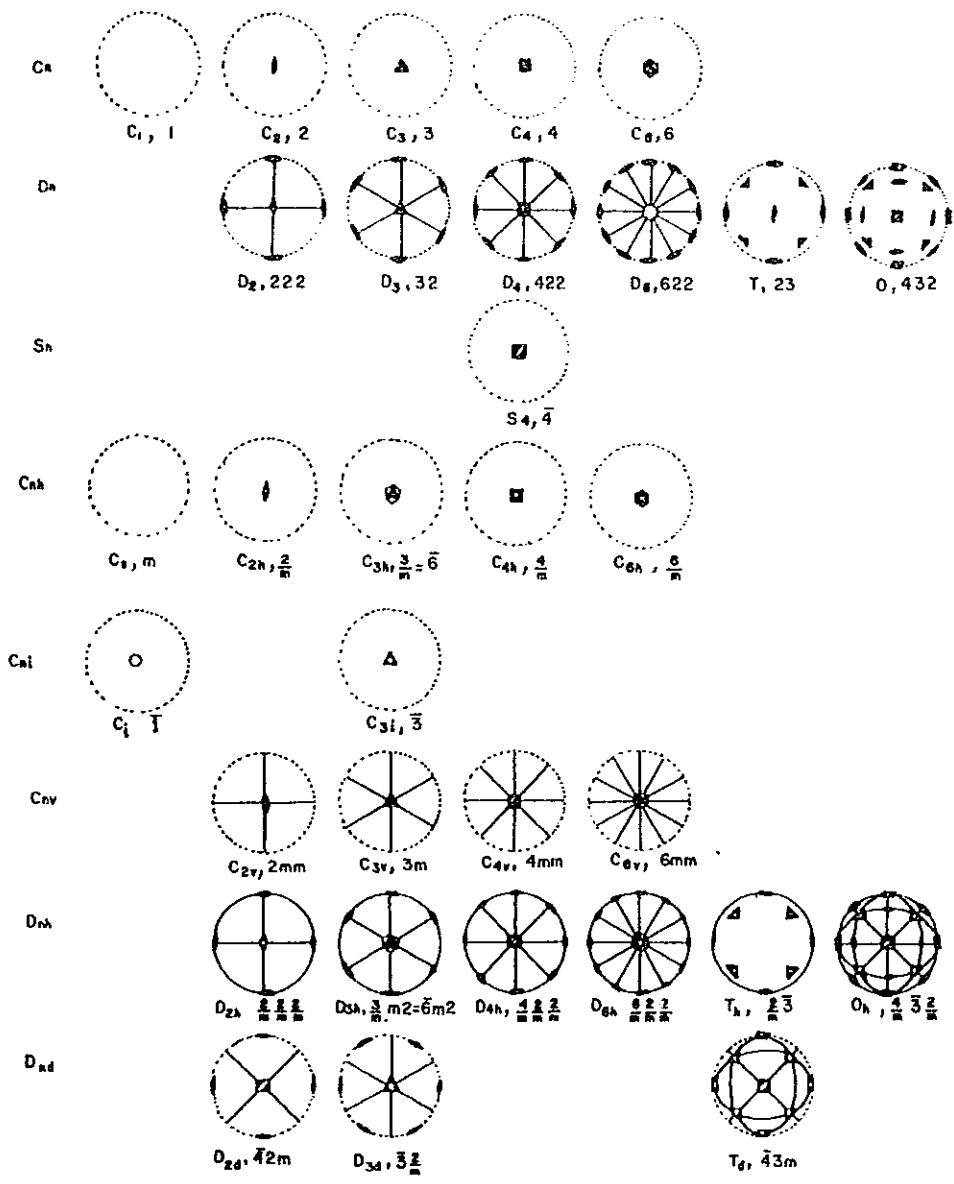 Cn
C₁, 1 C₂, 2 C₃, 3 C₄, 4 C₆, 6
Dn
D₂, 222 D₃, 32 D₄, 422 D₆, 622 T, 23 O, 432
Sn
S4, 4̄
Cnh
Cs, m C2h, 2/m C3h, 3/m = 6̄ C4h, 4/m C6h, 6/m
Cni
Ci 1̄ C3i, 3̄
Cnv
C2v, 2mm C3v, 3m C4v, 4mm C6v, 6mm
Dnh
D2h 2/m 2/m 2/m D3h, 3/m m2=6̄m2 D4h, 4/m 2/m 2/m D6h 6/m 2/m 2/m Th, 2/m 3̄ Oh, 4/m 3̄ 2/m
Dnd
D2d, 4̄2m D3d, 3̄ 2/m Td, 4̄3m